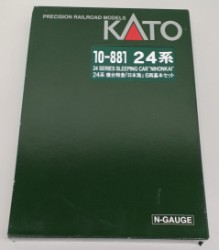 PRECISION RAILROAD MODELS
KATO
10-881 24系
24 SERIES SLEEPING CAR "NIHONKAI"
24系 寝台特急「日本海」6両基本セット
N-GAUGE